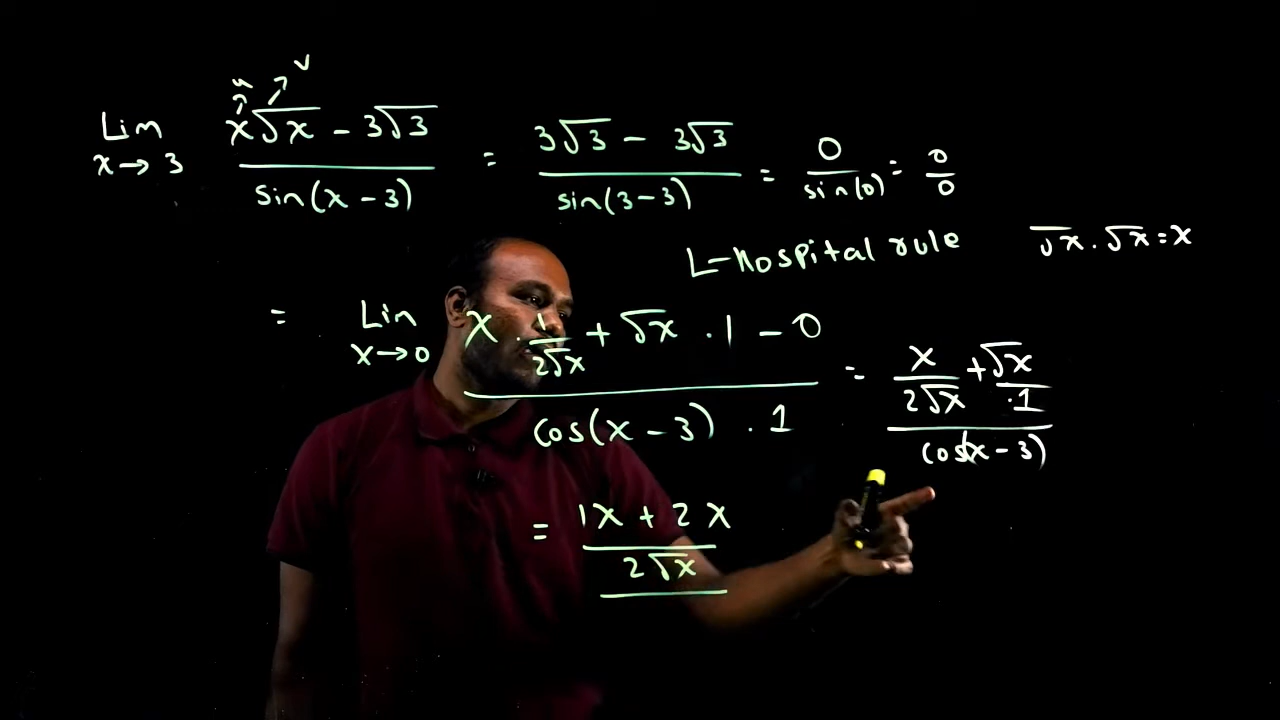 u v
Lim x→3 (x√x - 3√3)/(sin(x - 3)) = (3√3 - 3√3)/(sin(3-3)) = 0/(sin(0)) = 0/0
L-Hospital rule √x . √x = x
= Lim x→0 (x . 1/(2√x) + √x . 1 - 0)/(cos(x - 3) . 1) = (x/(2√x) + √x/(.1))/(cos(x - 3))
= (1x + 2x)/(2√x)